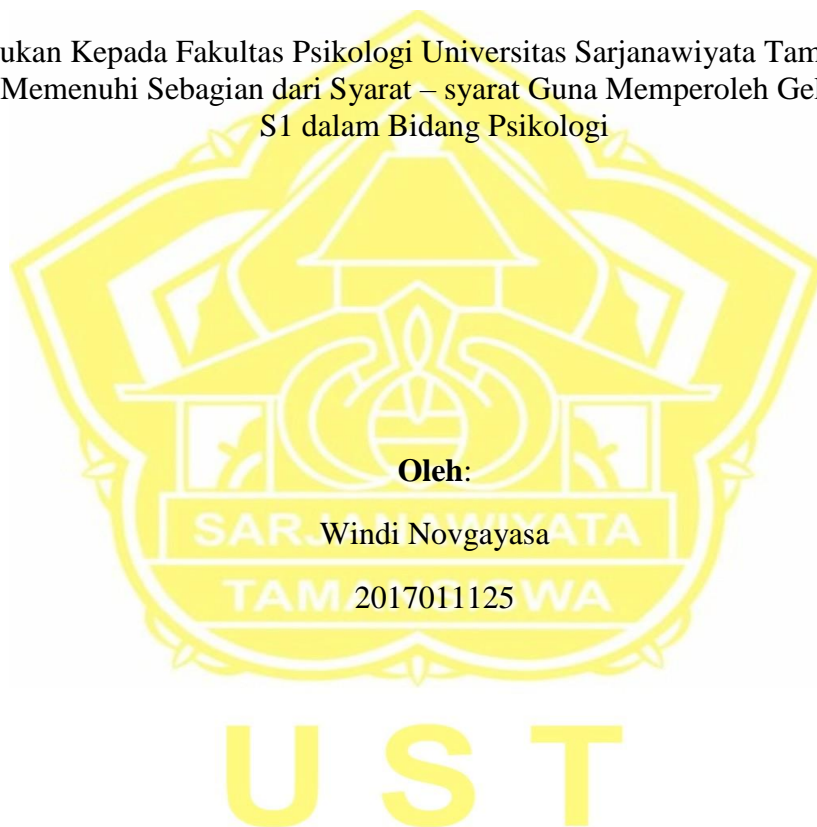 ukan Kepada Fakultas Psikologi Universitas Sarjanawiyata Tam
Memenuhi Sebagian dari Syarat – syarat Guna Memperoleh Gel
S1 dalam Bidang Psikologi
Oleh:
SARJANAWIYATA
Windi Novgayasa
TAMANSISWA
2017011125
U S T